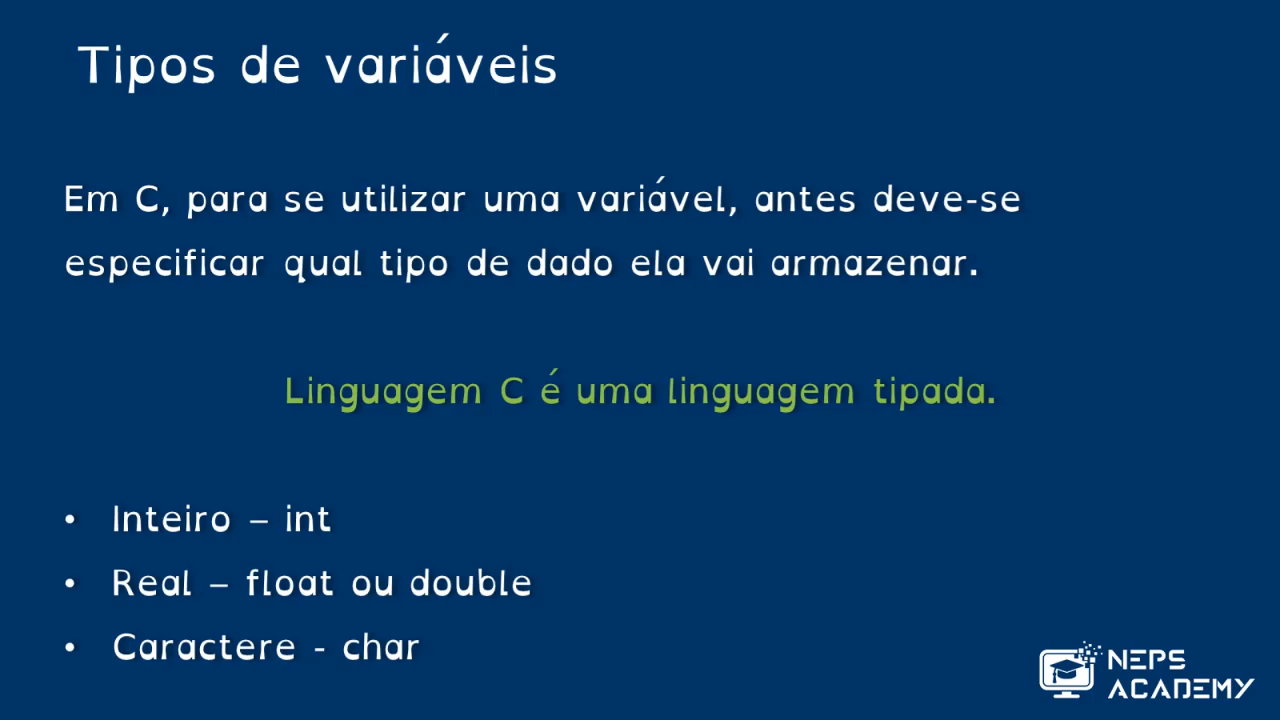 Tipos de variáveis
Em C, para se utilizar uma variável, antes deve-se
especificar qual tipo de dado ela vai armazenar.
Linguagem C é uma linguagem tipada.
• Inteiro – int
• Real – float ou double
• Caractere - char
NEPS
ACADEMY